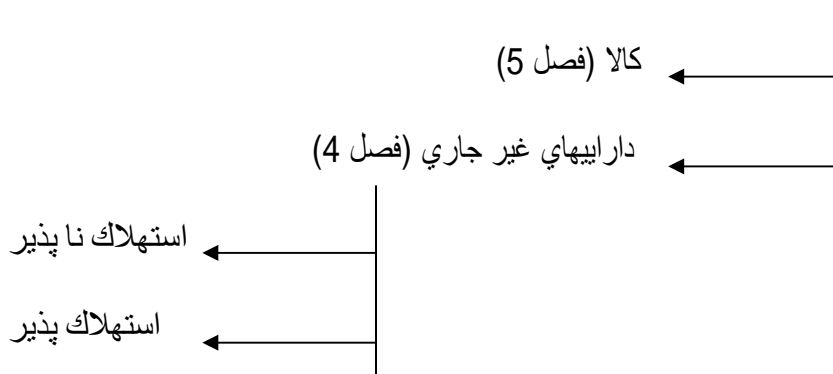 كالا (فصل 5)
داراييهاي غير جاري (فصل 4)
استهلاك نا پذير
استهلاك پذير